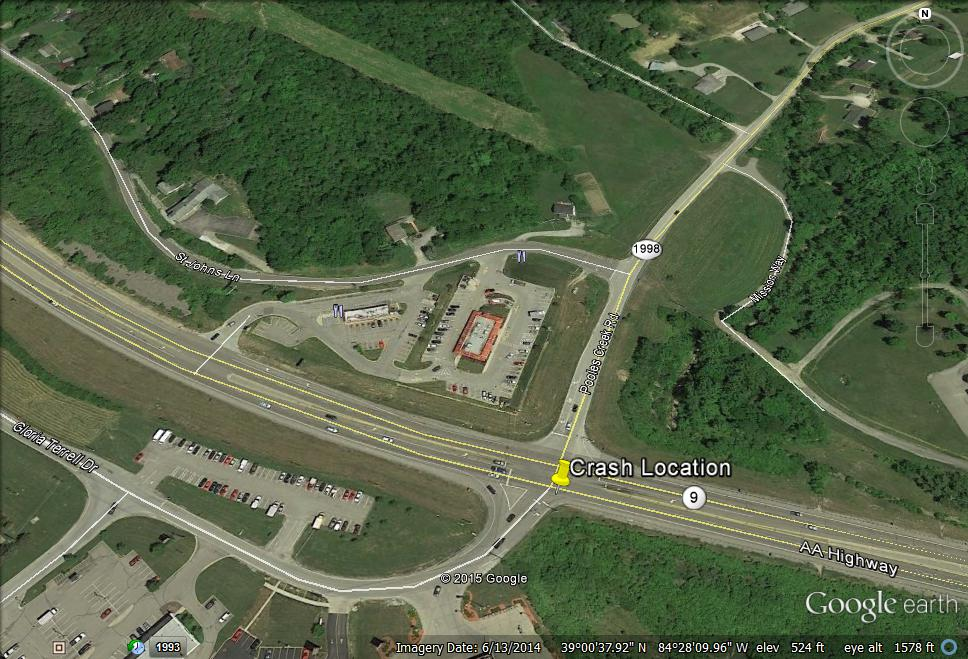 N
1998
St Johns Ln
Mission Way
Pooles Creek Rd
Gloria Terrell Dr
Crash Location
9
AA Highway
© 2015 Google
Google earth
1993
Imagery Date: 6/13/2014 39°00'37.92" N 84°28'09.96" W elev 524 ft eye alt 1578 ft